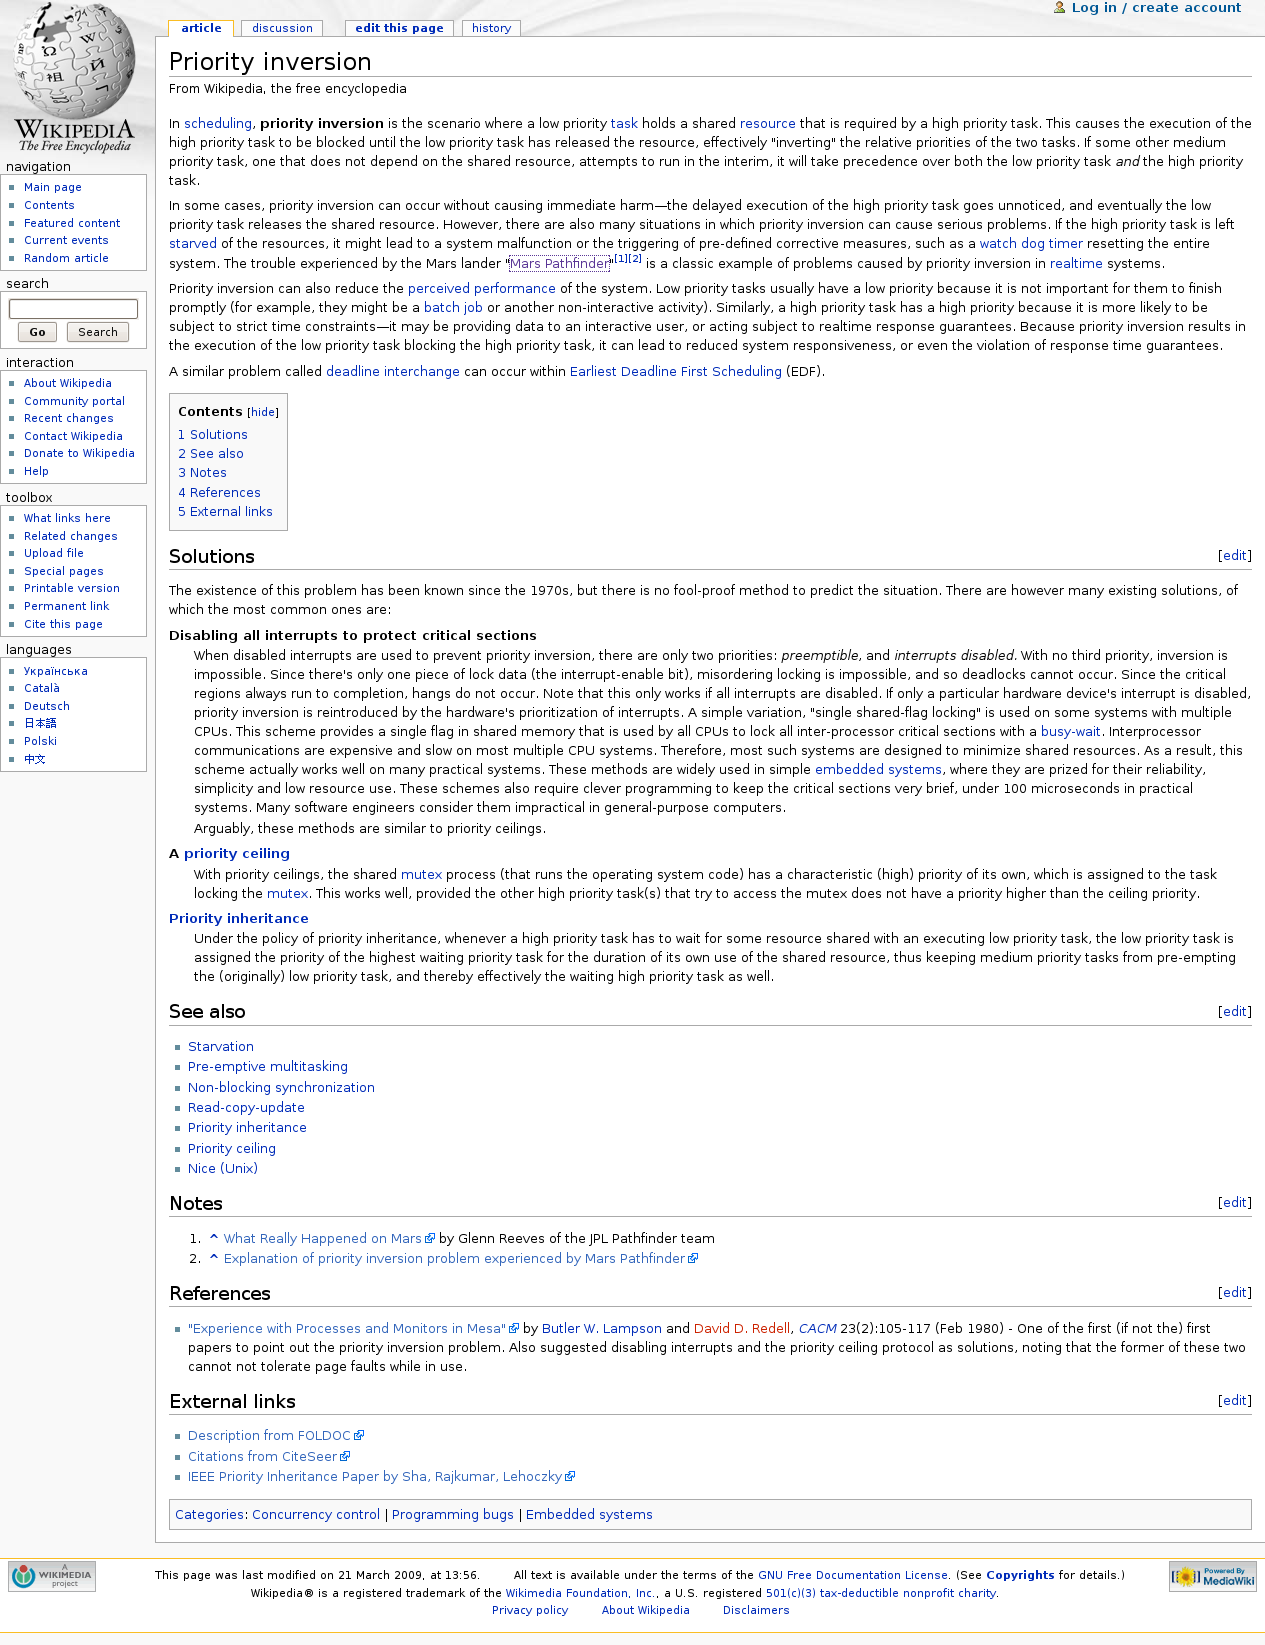 Log in / create account
article
discussion
edit this page
history
WIKIPEDIA
The Free Encyclopedia
navigation
Main page
Contents
Featured content
Current events
Random article
search
Go
Search
interaction
About Wikipedia
Community portal
Recent changes
Contact Wikipedia
Donate to Wikipedia
Help
toolbox
What links here
Related changes
Upload file
Special pages
Printable version
Permanent link
Cite this page
languages
Українська
Català
Deutsch
日本語
Polski
中文
Priority inversion
From Wikipedia, the free encyclopedia
In scheduling, priority inversion is the scenario where a low priority task holds a shared resource that is required by a high priority task. This causes the execution of the
high priority task to be blocked until the low priority task has released the resource, effectively "inverting" the relative priorities of the two tasks. If some other medium
priority task, one that does not depend on the shared resource, attempts to run in the interim, it will take precedence over both the low priority task and the high priority
task.
In some cases, priority inversion can occur without causing immediate harm—the delayed execution of the high priority task goes unnoticed, and eventually the low
priority task releases the shared resource. However, there are also many situations in which priority inversion can cause serious problems. If the high priority task is left
starved of the resources, it might lead to a system malfunction or the triggering of pre-defined corrective measures, such as a watch dog timer resetting the entire
system. The trouble experienced by the Mars lander "Mars Pathfinder"[1][2] is a classic example of problems caused by priority inversion in realtime systems.
Priority inversion can also reduce the perceived performance of the system. Low priority tasks usually have a low priority because it is not important for them to finish
promptly (for example, they might be a batch job or another non-interactive activity). Similarly, a high priority task has a high priority because it is more likely to be
subject to strict time constraints—it may be providing data to an interactive user, or acting subject to realtime response guarantees. Because priority inversion results in
the execution of the low priority task blocking the high priority task, it can lead to reduced system responsiveness, or even the violation of response time guarantees.
A similar problem called deadline interchange can occur within Earliest Deadline First Scheduling (EDF).
Contents [hide]
1 Solutions
2 See also
3 Notes
4 References
5 External links
Solutions [edit]
The existence of this problem has been known since the 1970s, but there is no fool-proof method to predict the situation. There are however many existing solutions, of
which the most common ones are:
Disabling all interrupts to protect critical sections
When disabled interrupts are used to prevent priority inversion, there are only two priorities: preemptible, and interrupts disabled. With no third priority, inversion is
impossible. Since there's only one piece of lock data (the interrupt-enable bit), misordering locking is impossible, and so deadlocks cannot occur. Since the critical
regions always run to completion, hangs do not occur. Note that this only works if all interrupts are disabled. If only a particular hardware device's interrupt is disabled,
priority inversion is reintroduced by the hardware's prioritization of interrupts. A simple variation, "single shared-flag locking" is used on some systems with multiple
CPUs. This scheme provides a single flag in shared memory that is used by all CPUs to lock all inter-processor critical sections with a busy-wait. Interprocessor
communications are expensive and slow on most multiple CPU systems. Therefore, most such systems are designed to minimize shared resources. As a result, this
scheme actually works well on many practical systems. These methods are widely used in simple embedded systems, where they are prized for their reliability,
simplicity and low resource use. These schemes also require clever programming to keep the critical sections very brief, under 100 microseconds in practical
systems. Many software engineers consider them impractical in general-purpose computers.
Arguably, these methods are similar to priority ceilings.
A priority ceiling
With priority ceilings, the shared mutex process (that runs the operating system code) has a characteristic (high) priority of its own, which is assigned to the task
locking the mutex. This works well, provided the other high priority task(s) that try to access the mutex does not have a priority higher than the ceiling priority.
Priority inheritance
Under the policy of priority inheritance, whenever a high priority task has to wait for some resource shared with an executing low priority task, the low priority task is
assigned the priority of the highest waiting priority task for the duration of its own use of the shared resource, thus keeping medium priority tasks from pre-empting
the (originally) low priority task, and thereby effectively the waiting high priority task as well.
See also [edit]
Starvation
Pre-emptive multitasking
Non-blocking synchronization
Read-copy-update
Priority inheritance
Priority ceiling
Nice (Unix)
Notes [edit]
1. ^ What Really Happened on Mars by Glenn Reeves of the JPL Pathfinder team
2. ^ Explanation of priority inversion problem experienced by Mars Pathfinder
References [edit]
"Experience with Processes and Monitors in Mesa" by Butler W. Lampson and David D. Redell, CACM 23(2):105-117 (Feb 1980) - One of the first (if not the) first
papers to point out the priority inversion problem. Also suggested disabling interrupts and the priority ceiling protocol as solutions, noting that the former of these two
cannot not tolerate page faults while in use.
External links [edit]
Description from FOLDOC
Citations from CiteSeer
IEEE Priority Inheritance Paper by Sha, Rajkumar, Lehoczky
Categories: Concurrency control | Programming bugs | Embedded systems
A
WIKIMEDIA
project
This page was last modified on 21 March 2009, at 13:56. All text is available under the terms of the GNU Free Documentation License. (See Copyrights for details.)
Wikipedia® is a registered trademark of the Wikimedia Foundation, Inc., a U.S. registered 501(c)(3) tax-deductible nonprofit charity.
Privacy policy About Wikipedia Disclaimers
Powered By
MediaWiki